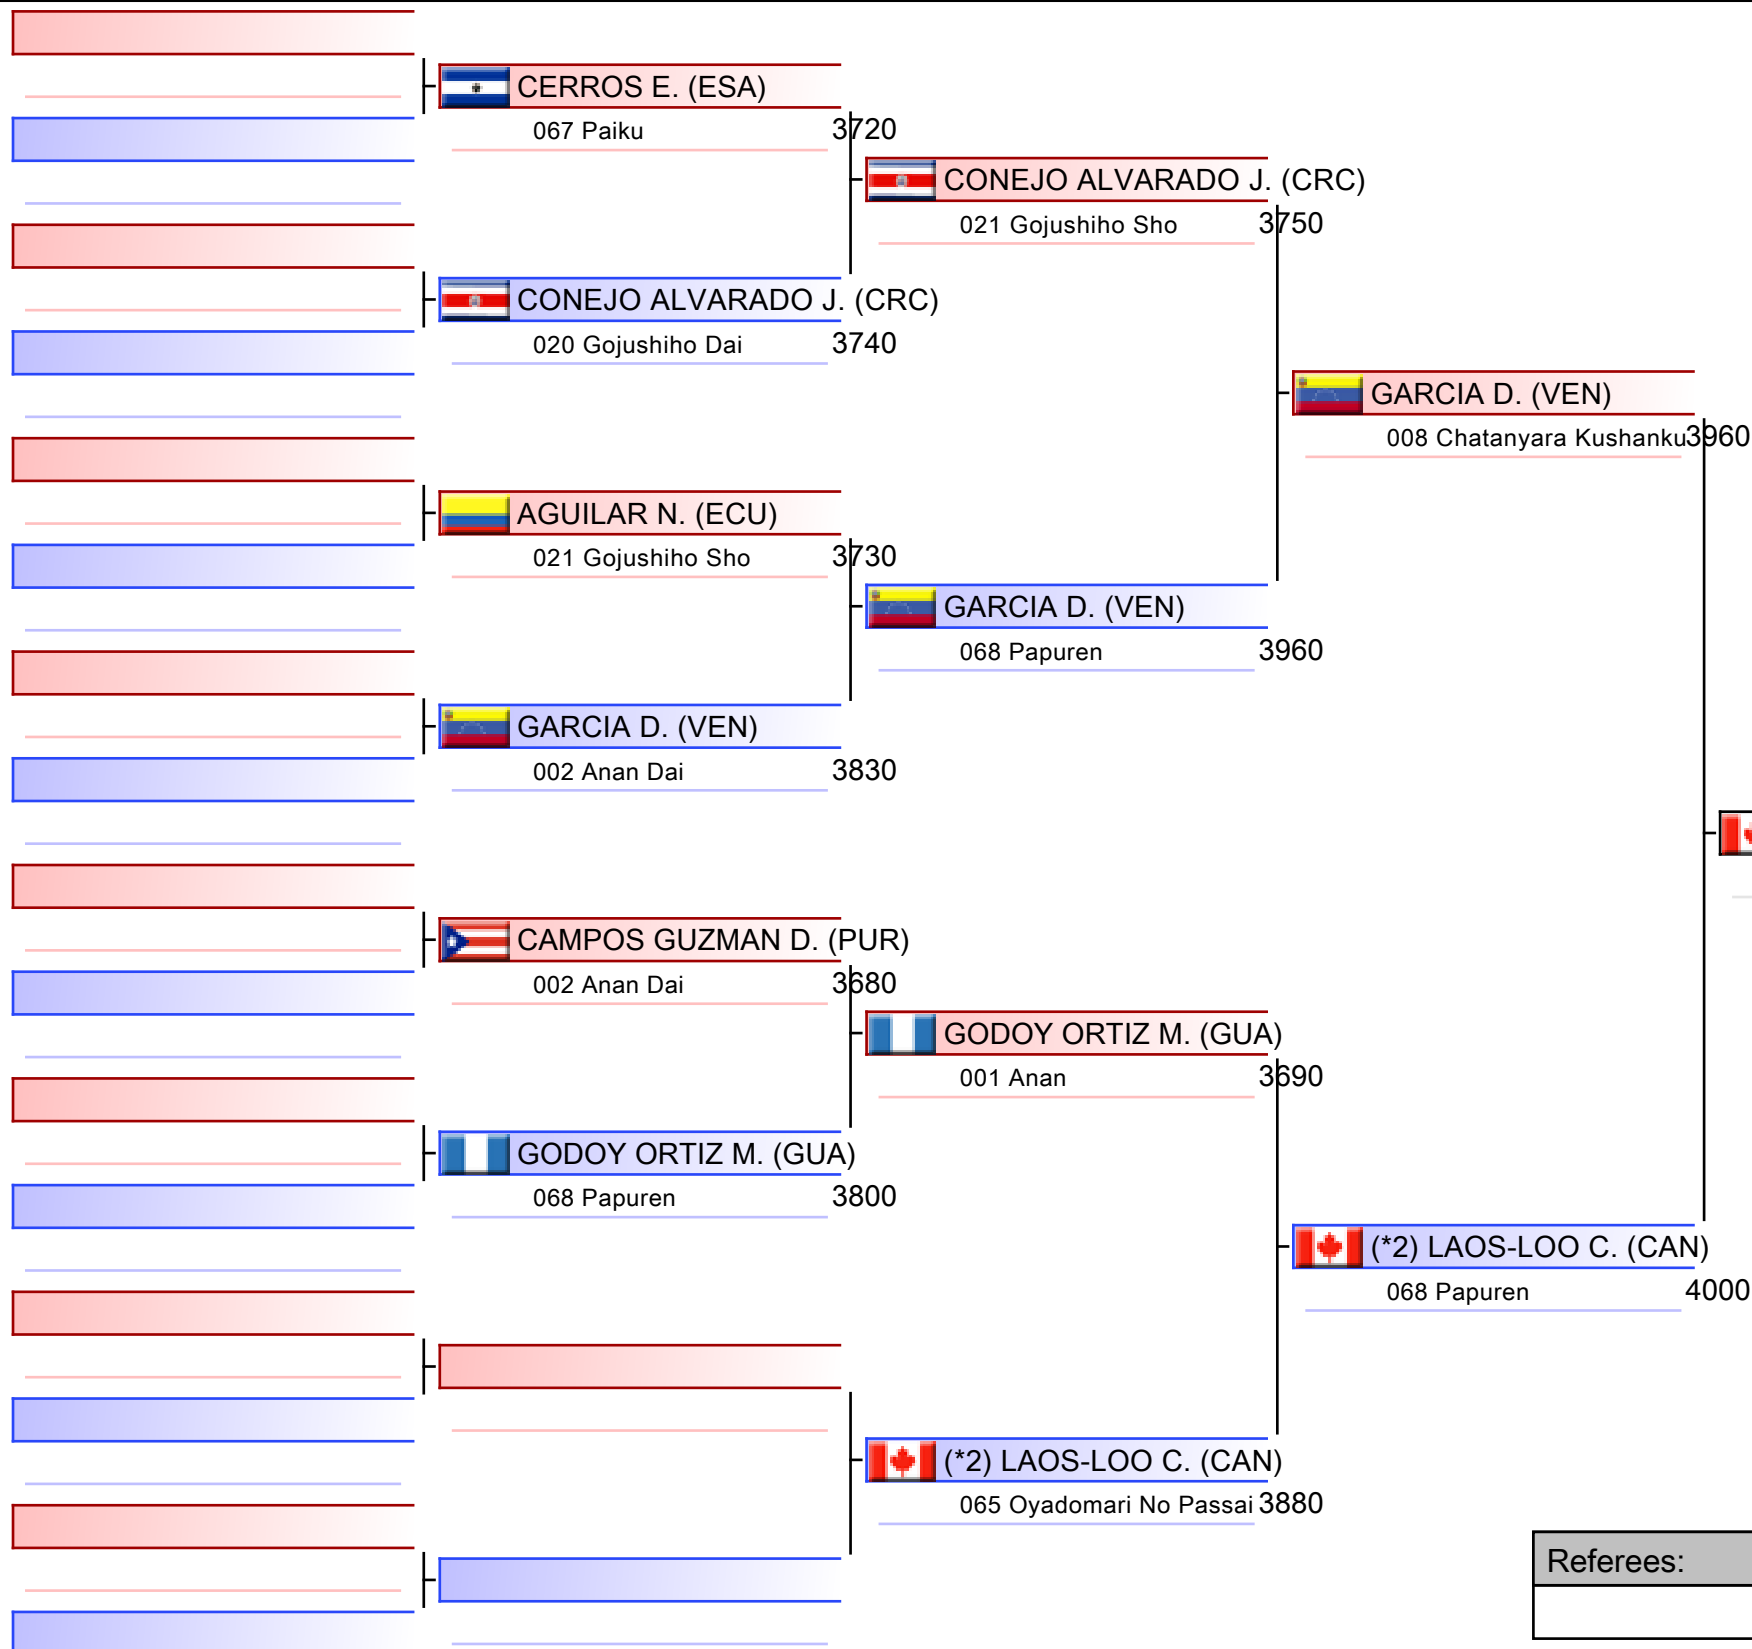 CERROS E. (ESA)
067 Paiku 3720
CONEJO ALVARADO J. (CRC)
020 Gojushiho Dai 3740
AGUILAR N. (ECU)
021 Gojushiho Sho 3730
GARCIA D. (VEN)
002 Anan Dai 3830
CAMPOS GUZMAN D. (PUR)
002 Anan Dai 3680
GODOY ORTIZ M. (GUA)
068 Papuren 3800
CONEJO ALVARADO J. (CRC)
021 Gojushiho Sho 3750
GARCIA D. (VEN)
068 Papuren 3960
GODOY ORTIZ M. (GUA)
001 Anan 3690
(*2) LAOS-LOO C. (CAN)
065 Oyadomari No Passai 3880
GARCIA D. (VEN)
008 Chatanyara Kushanku 3960
(*2) LAOS-LOO C. (CAN)
068 Papuren 4000
Referees: